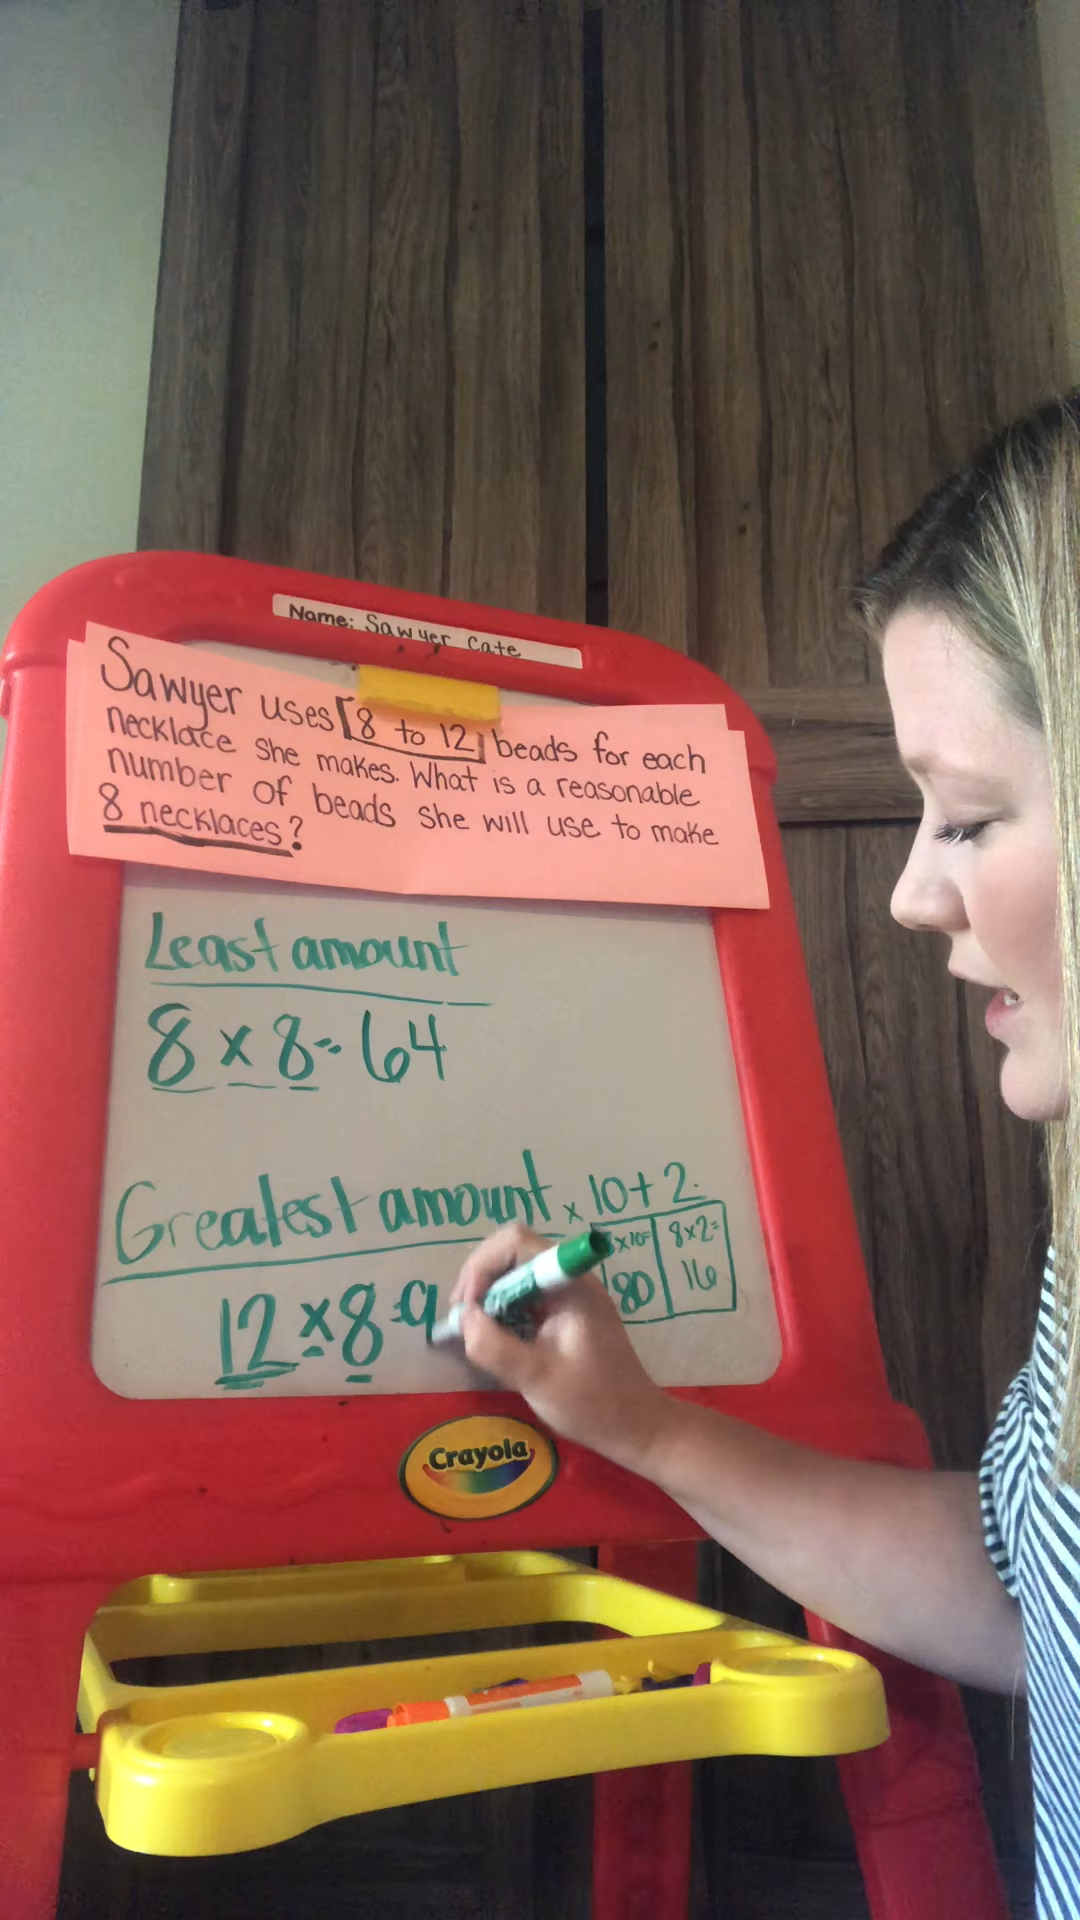 Name: Sawyer Cate
Sawyer uses 8 to 12 beads for each
necklace she makes. What is a reasonable
number of beads she will use to make
8 necklaces?
Least amount
8 x 8 = 64
Greatest amount
x 10 + 2
x10= 8x2=
80 16
12 x 8 = 9
Crayola